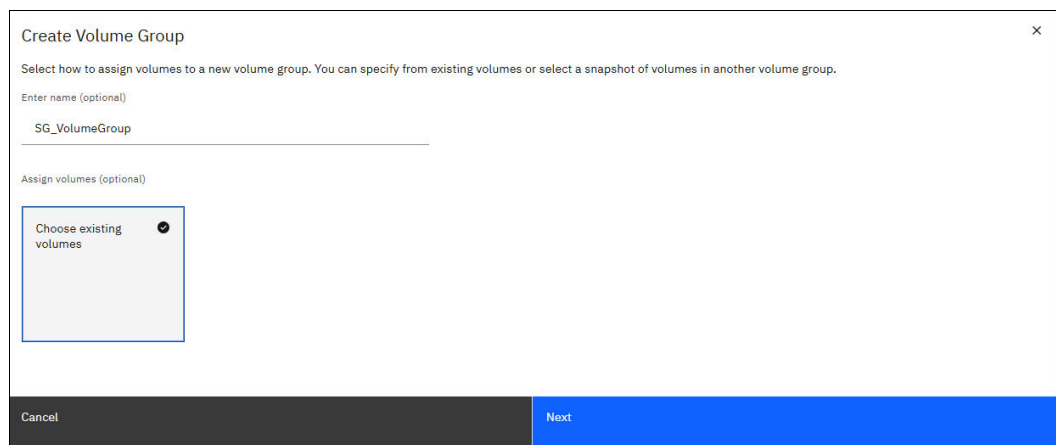 Create Volume Group
Select how to assign volumes to a new volume group. You can specify from existing volumes or select a snapshot of volumes in another volume group.
Enter name (optional)
SG_VolumeGroup
Assign volumes (optional)
Choose existing
volumes
Cancel
Next